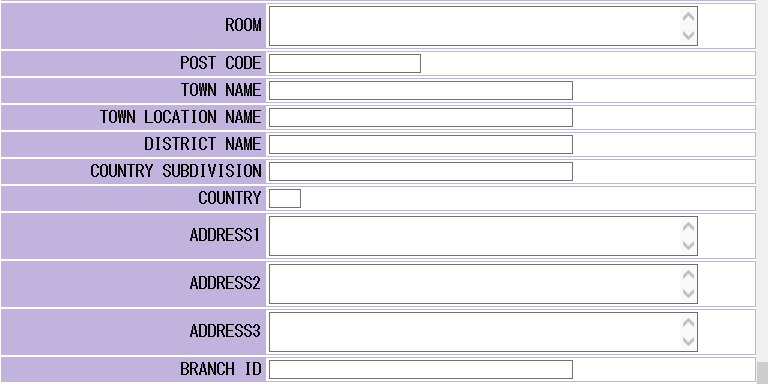 ROOM
POST CODE
TOWN NAME
TOWN LOCATION NAME
DISTRICT NAME
COUNTRY SUBDIVISION
COUNTRY
ADDRESS1
ADDRESS2
ADDRESS3
BRANCH ID